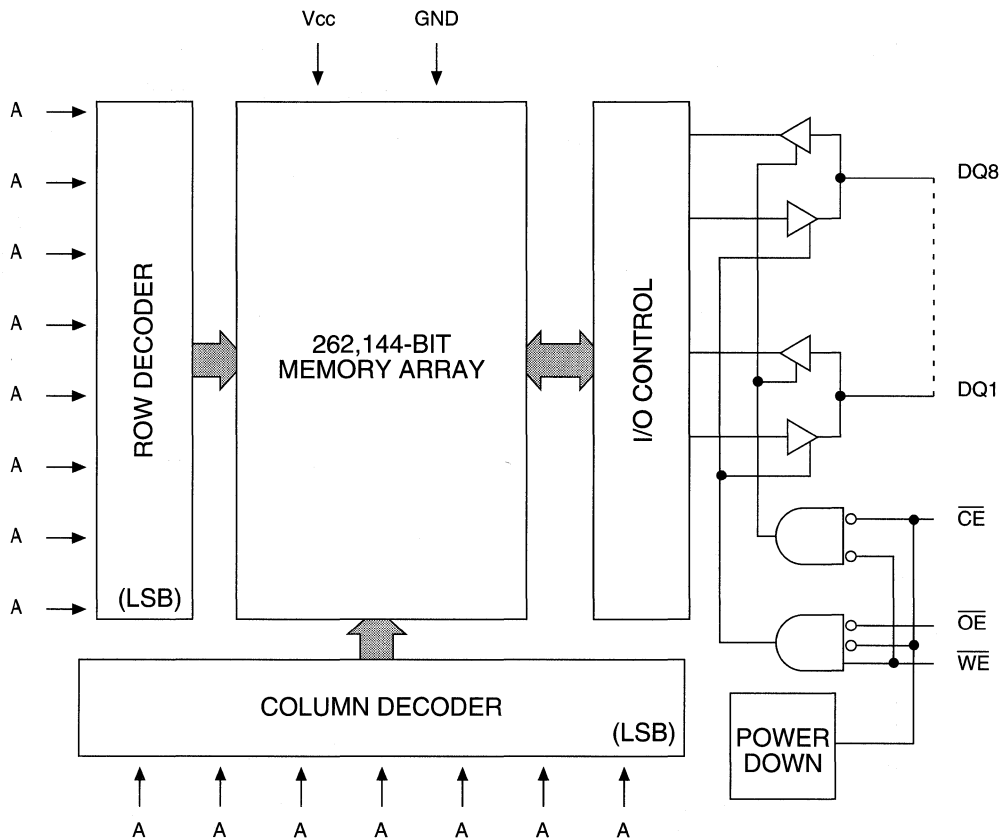 Vcc
GND
A
A
A
A
A
A
A
A
ROW DECODER
(LSB)
262,144-BIT
MEMORY ARRAY
I/O CONTROL
DQ8
DQ1
CE
OE
WE
COLUMN DECODER
(LSB)
POWER
DOWN
A
A
A
A
A
A
A